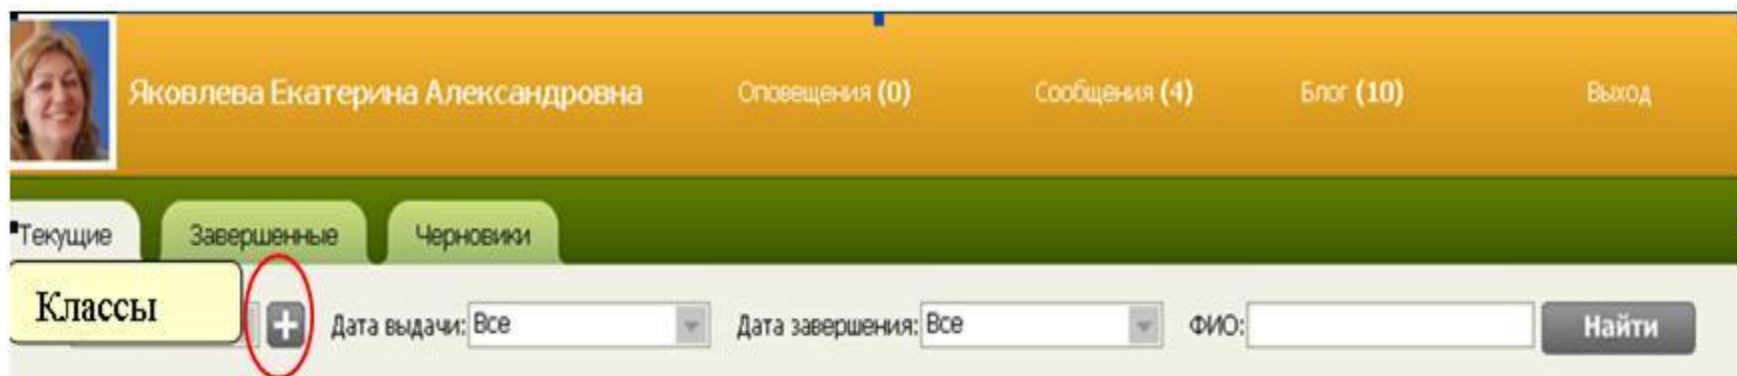 Яковлева Екатерина Александровна Оповещения (0) Сообщения (4) Блог (10) Выход
Текущие Завершенные Черновики
Классы + Дата выдачи: Все Дата завершения: Все ФИО: Найти